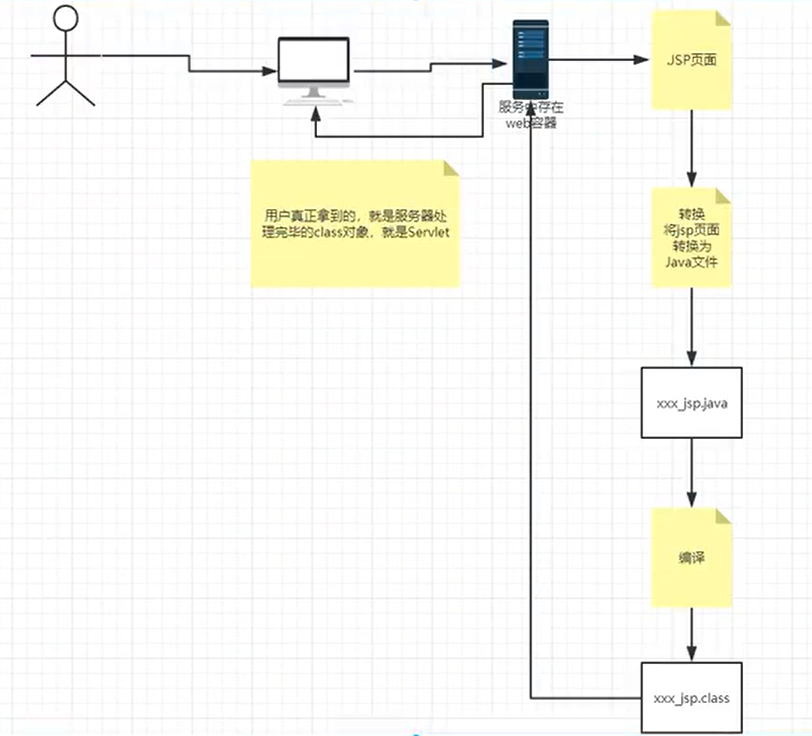 JSP页面
服务中存在
web容器
用户真正拿到的，就是服务器处
理完毕的class对象，就是Servlet
转换
将jsp页面
转换为
Java文件
xxx_jsp.java
编译
xxx_jsp.class